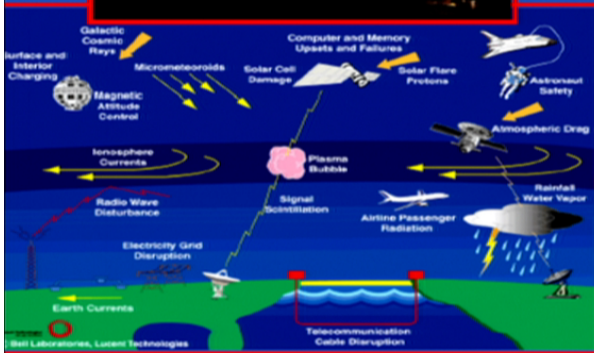 Galactic
Cosmic
Rays
Surface and
Interior
Charging
Micrometeoroids
Computer and Memory
Upsets and Failures
Solar Cell
Damage
Solar Flare
Protons
Astronaut
Safety
Magnetic
Attitude
Control
Atmospheric Drag
Ionosphere
Currents
Plasma
Bubble
Radio Wave
Disturbance
Signal
Scintillation
Airline Passenger
Radiation
Rainfall
Water Vapor
Electricity Grid
Disruption
Earth Currents
Telecommunication
Cable Disruption
Bell Laboratories, Lucent Technologies